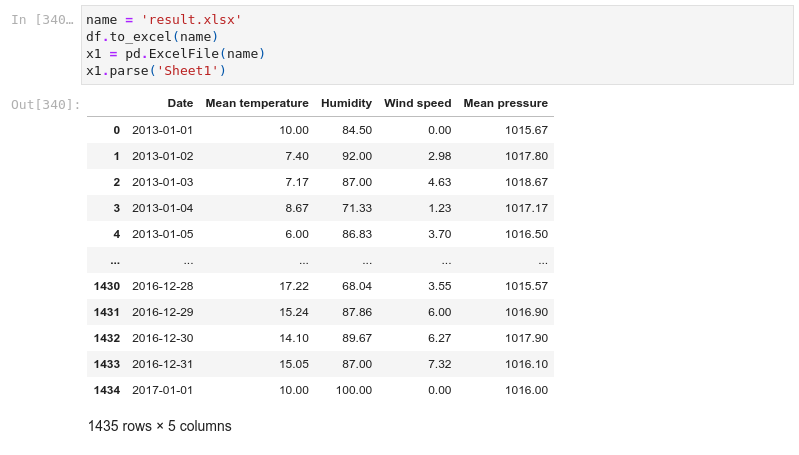 In [340…
name = 'result.xlsx'
df.to_excel(name)
x1 = pd.ExcelFile(name)
x1.parse('Sheet1')
Out[340]:
Date Mean temperature Humidity Wind speed Mean pressure
0 2013-01-01 10.00 84.50 0.00 1015.67
1 2013-01-02 7.40 92.00 2.98 1017.80
2 2013-01-03 7.17 87.00 4.63 1018.67
3 2013-01-04 8.67 71.33 1.23 1017.17
4 2013-01-05 6.00 86.83 3.70 1016.50
... ... ... ... ... ...
1430 2016-12-28 17.22 68.04 3.55 1015.57
1431 2016-12-29 15.24 87.86 6.00 1016.90
1432 2016-12-30 14.10 89.67 6.27 1017.90
1433 2016-12-31 15.05 87.00 7.32 1016.10
1434 2017-01-01 10.00 100.00 0.00 1016.00
1435 rows × 5 columns